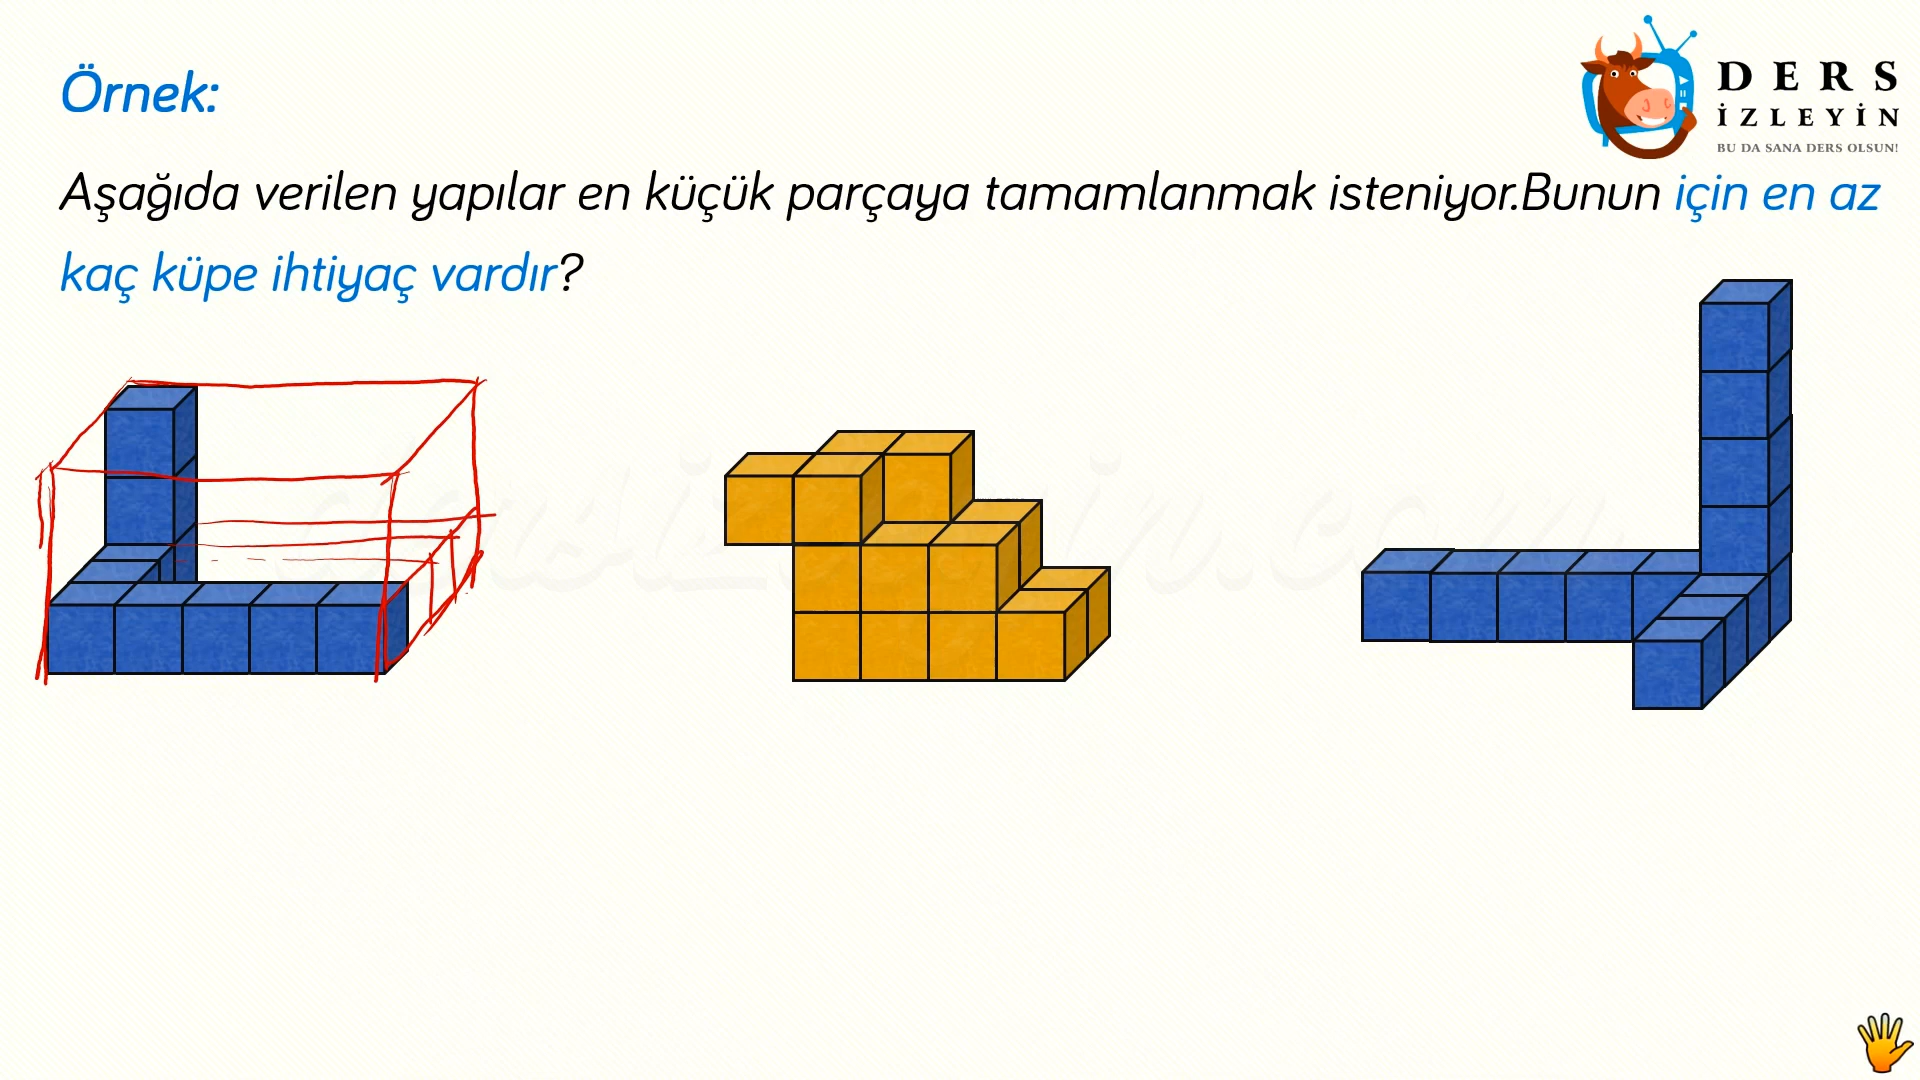 Örnek:
DERS
İZLEYİN
BU DA SANA DERS OLSUN!
Aşağıda verilen yapılar en küçük parçaya tamamlanmak isteniyor.Bunun için en az
kaç küpe ihtiyaç vardır?